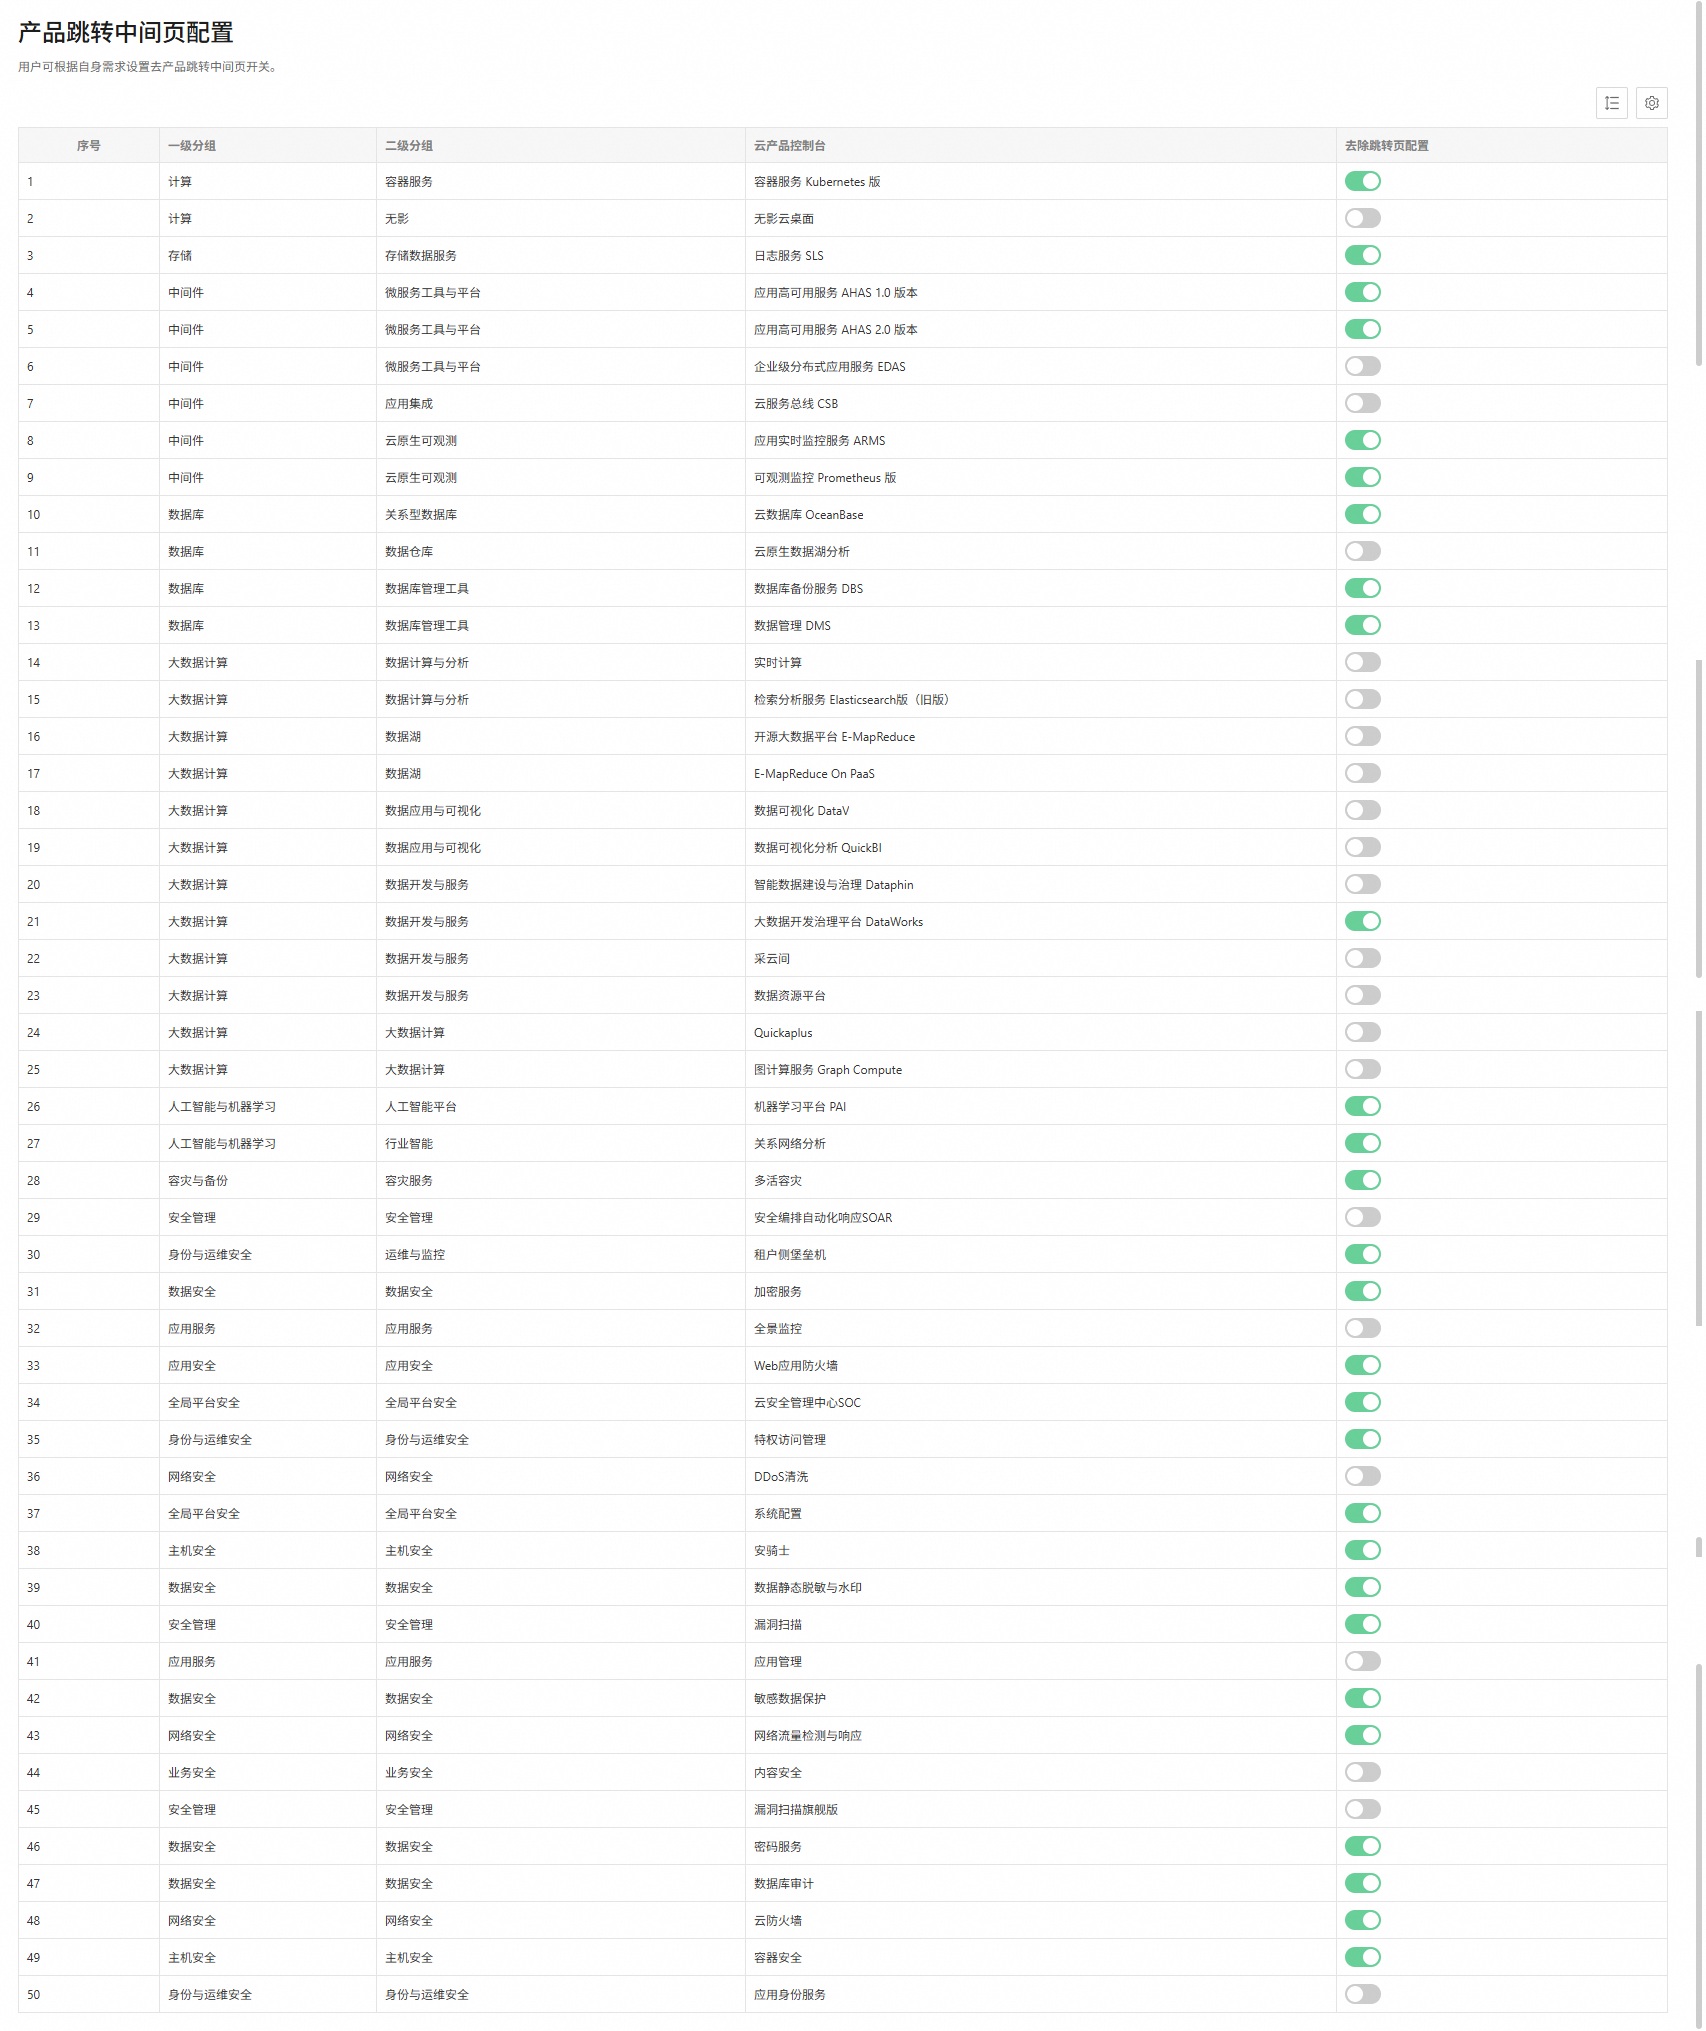 产品跳转中间页配置
用户可根据自身需求设置去产品跳转中间页开关。
序号 一级分组 二级分组 云产品控制台 去除跳转页配置
1 计算 容器服务 容器服务 Kubernetes 版
2 计算 无影 无影云桌面
3 存储 存储数据服务 日志服务 SLS
4 中间件 微服务工具与平台 应用高可用服务 AHAS 1.0 版本
5 中间件 微服务工具与平台 应用高可用服务 AHAS 2.0 版本
6 中间件 微服务工具与平台 企业级分布式应用服务 EDAS
7 中间件 应用集成 云服务总线 CSB
8 中间件 云原生可观测 应用实时监控服务 ARMS
9 中间件 云原生可观测 可观测监控 Prometheus 版
10 数据库 关系型数据库 云数据库 OceanBase
11 数据库 数据仓库 云原生数据湖分析
12 数据库 数据库管理工具 数据库备份服务 DBS
13 数据库 数据库管理工具 数据管理 DMS
14 大数据计算 数据计算与分析 实时计算
15 大数据计算 数据计算与分析 检索分析服务 Elasticsearch版（旧版）
16 大数据计算 数据湖 开源大数据平台 E-MapReduce
17 大数据计算 数据湖 E-MapReduce On PaaS
18 大数据计算 数据应用与可视化 数据可视化 DataV
19 大数据计算 数据应用与可视化 数据可视化分析 QuickBI
20 大数据计算 数据开发与服务 智能数据建设与治理 Dataphin
21 大数据计算 数据开发与服务 大数据开发治理平台 DataWorks
22 大数据计算 数据开发与服务 采云间
23 大数据计算 数据开发与服务 数据资源平台
24 大数据计算 大数据计算 Quickaplus
25 大数据计算 大数据计算 图计算服务 Graph Compute
26 人工智能与机器学习 人工智能平台 机器学习平台 PAI
27 人工智能与机器学习 行业智能 关系网络分析
28 容灾与备份 容灾服务 多活容灾
29 安全管理 安全管理 安全编排自动化响应SOAR
30 身份与运维安全 运维与监控 租户侧堡垒机
31 数据安全 数据安全 加密服务
32 应用服务 应用服务 全景监控
33 应用安全 应用安全 Web应用防火墙
34 全局平台安全 全局平台安全 云安全管理中心SOC
35 身份与运维安全 身份与运维安全 特权访问管理
36 网络安全 网络安全 DDoS清洗
37 全局平台安全 全局平台安全 系统配置
38 主机安全 主机安全 安骑士
39 数据安全 数据安全 数据静态脱敏与水印
40 安全管理 安全管理 漏洞扫描
41 应用服务 应用服务 应用管理
42 数据安全 数据安全 敏感数据保护
43 网络安全 网络安全 网络流量检测与响应
44 业务安全 业务安全 内容安全
45 安全管理 安全管理 漏洞扫描旗舰版
46 数据安全 数据安全 密码服务
47 数据安全 数据安全 数据库审计
48 网络安全 网络安全 云防火墙
49 主机安全 主机安全 容器安全
50 身份与运维安全 身份与运维安全 应用身份服务